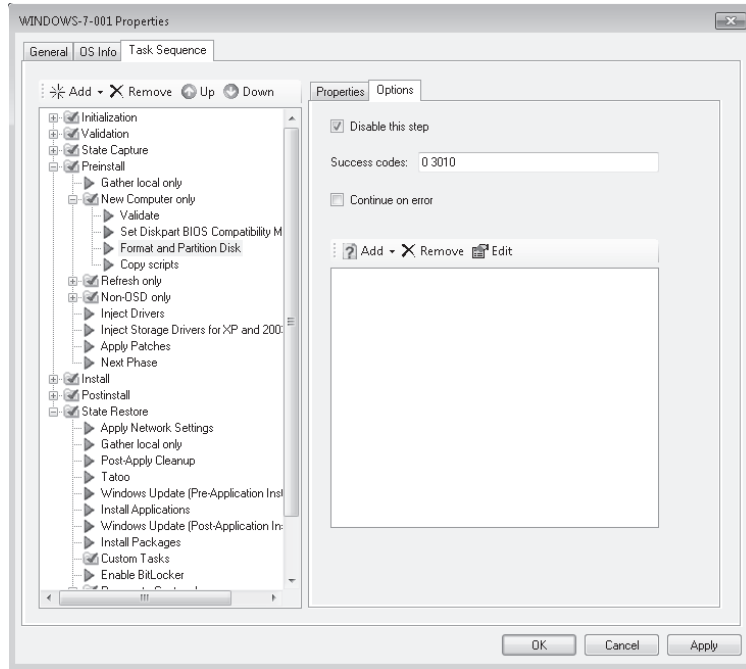 WINDOWS-7-001 Properties
General OS Info Task Sequence
Add Remove Up Down
Initialization
Validation
State Capture
Preinstall
Gather local only
New Computer only
Validate
Set Diskpart BIOS Compatibility M
Format and Partition Disk
Copy scripts
Refresh only
Non-OSD only
Inject Drivers
Inject Storage Drivers for XP and 200
Apply Patches
Next Phase
Install
Postinstall
State Restore
Apply Network Settings
Gather local only
Post-Apply Cleanup
Tatoo
Windows Update (Pre-Application Inst
Install Applications
Windows Update (Post-Application In
Install Packages
Custom Tasks
Enable BitLocker
Properties Options
Disable this step
Success codes: 0 3010
Continue on error
Add Remove Edit
OK Cancel Apply